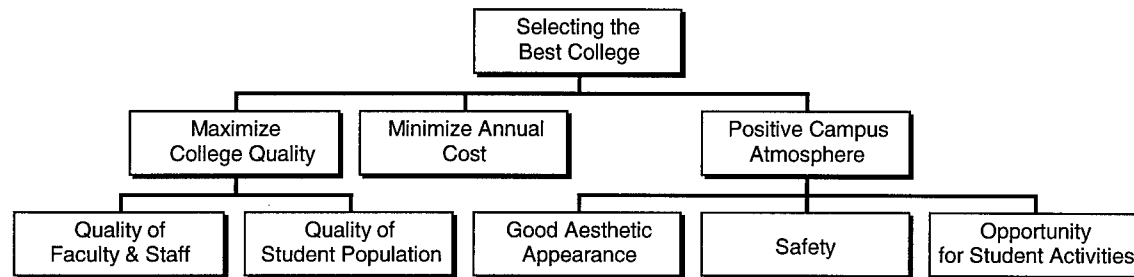 Selecting the
Best College
Maximize
College Quality
Minimize Annual
Cost
Positive Campus
Atmosphere
Quality of
Faculty & Staff
Quality of
Student Population
Good Aesthetic
Appearance
Safety
Opportunity
for Student Activities